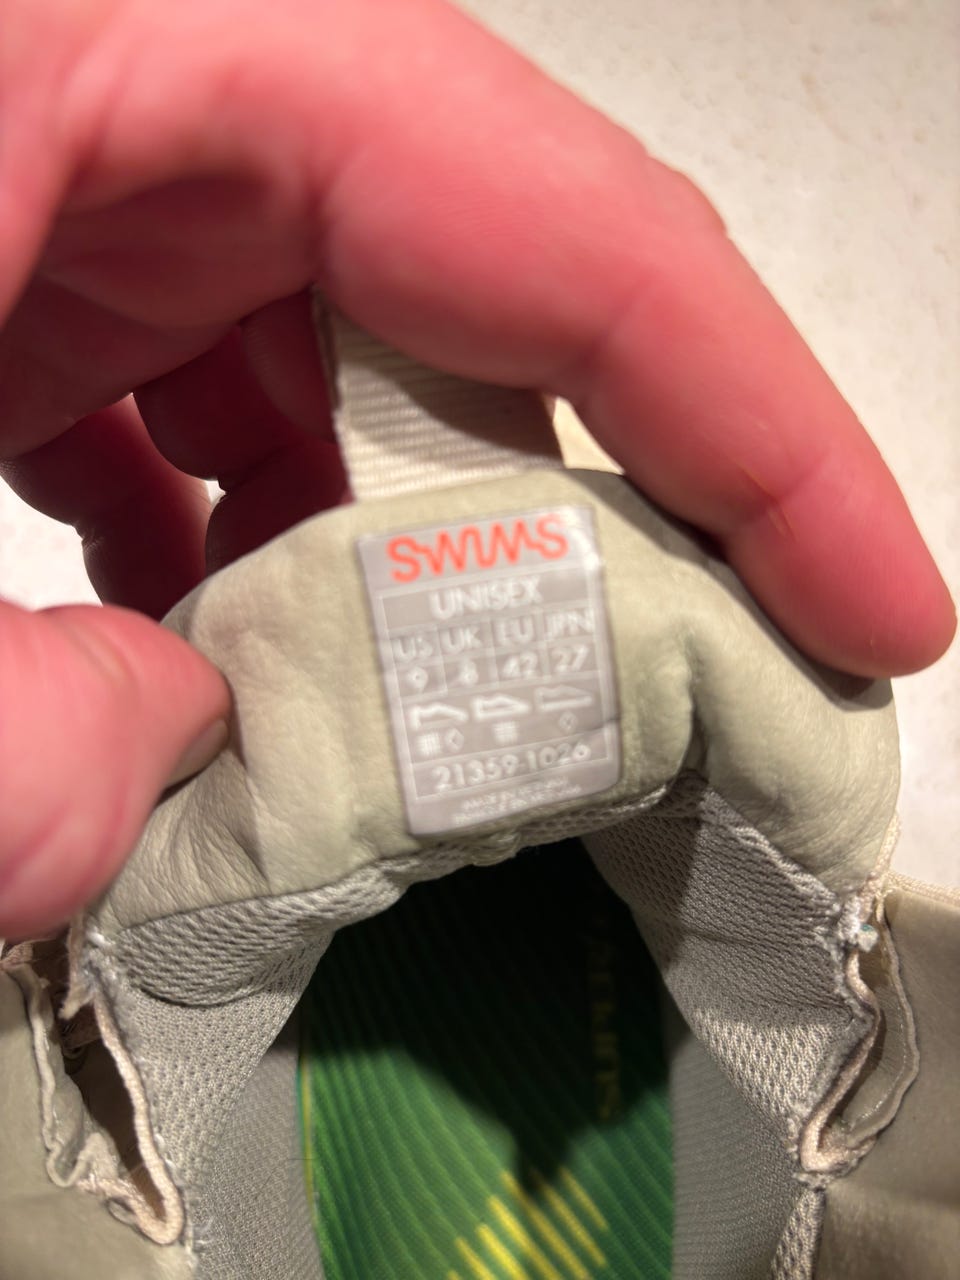 SWIMS
UNISEX
US UK EU JPN
9 8 42 27
21359-1026